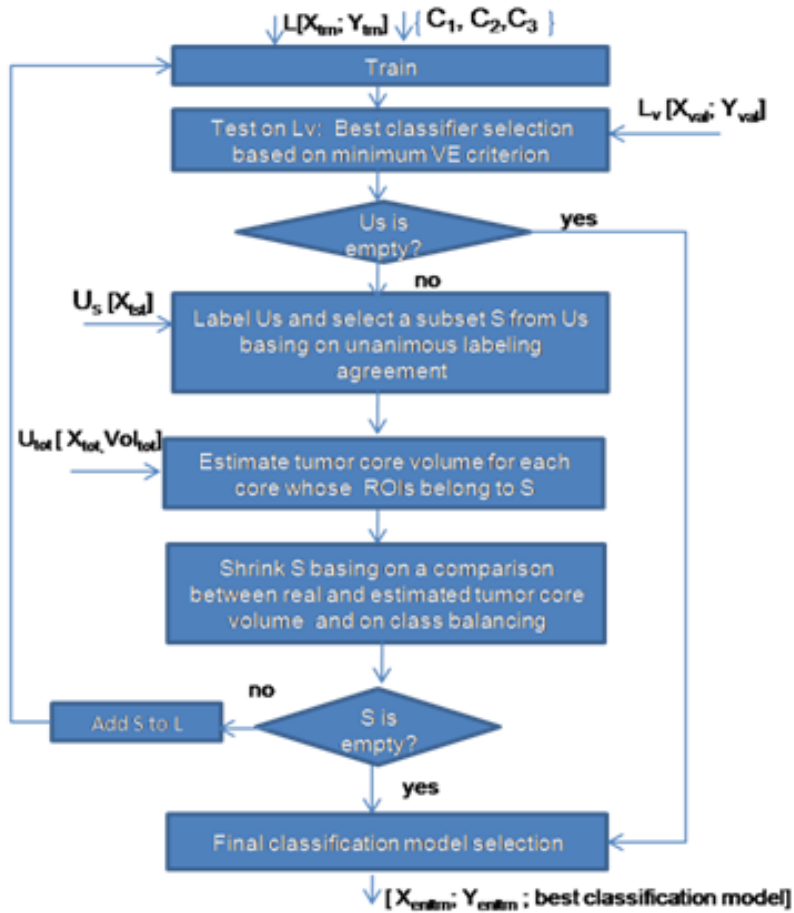 L[Xtrn; Ytrn] { C1, C2,C3 }
Train
Test on Lv: Best classifier selection
based on minimum VE criterion
Lv [Xval; Yval]
Us is
empty?
yes
no
Us [Xtst]
Label Us and select a subset S from Us
basing on unanimous labeling
agreement
Utot [ Xtot, Voltot]
Estimate tumor core volume for each
core whose ROIs belong to S
Shrink S basing on a comparison
between real and estimated tumor core
volume and on class balancing
no
Add S to L
S is
empty?
yes
Final classification model selection
[ Xenltrn; Yenltrn ; best classification model]